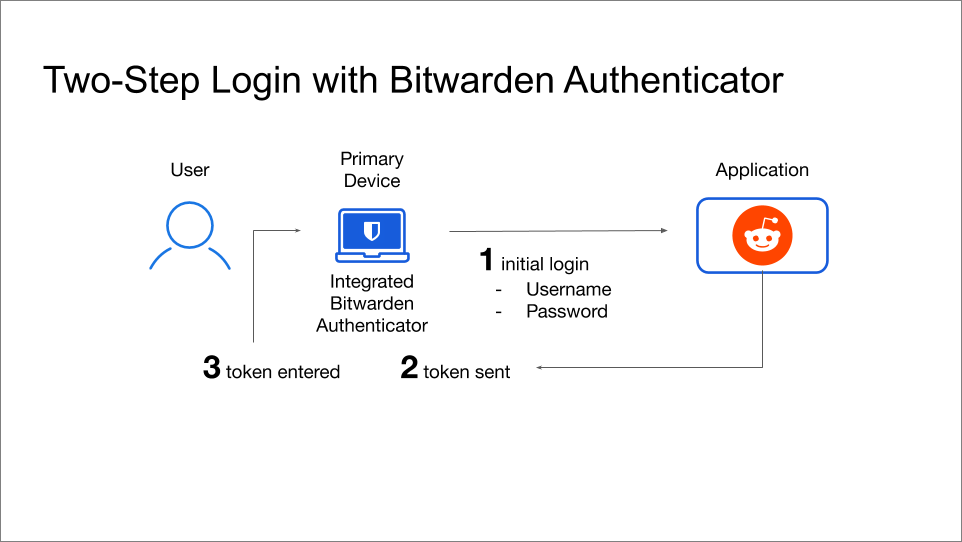 Two-Step Login with Bitwarden Authenticator
User
Primary
Device
Application
Integrated
Bitwarden
Authenticator
1 initial login
- Username
- Password
3 token entered
2 token sent